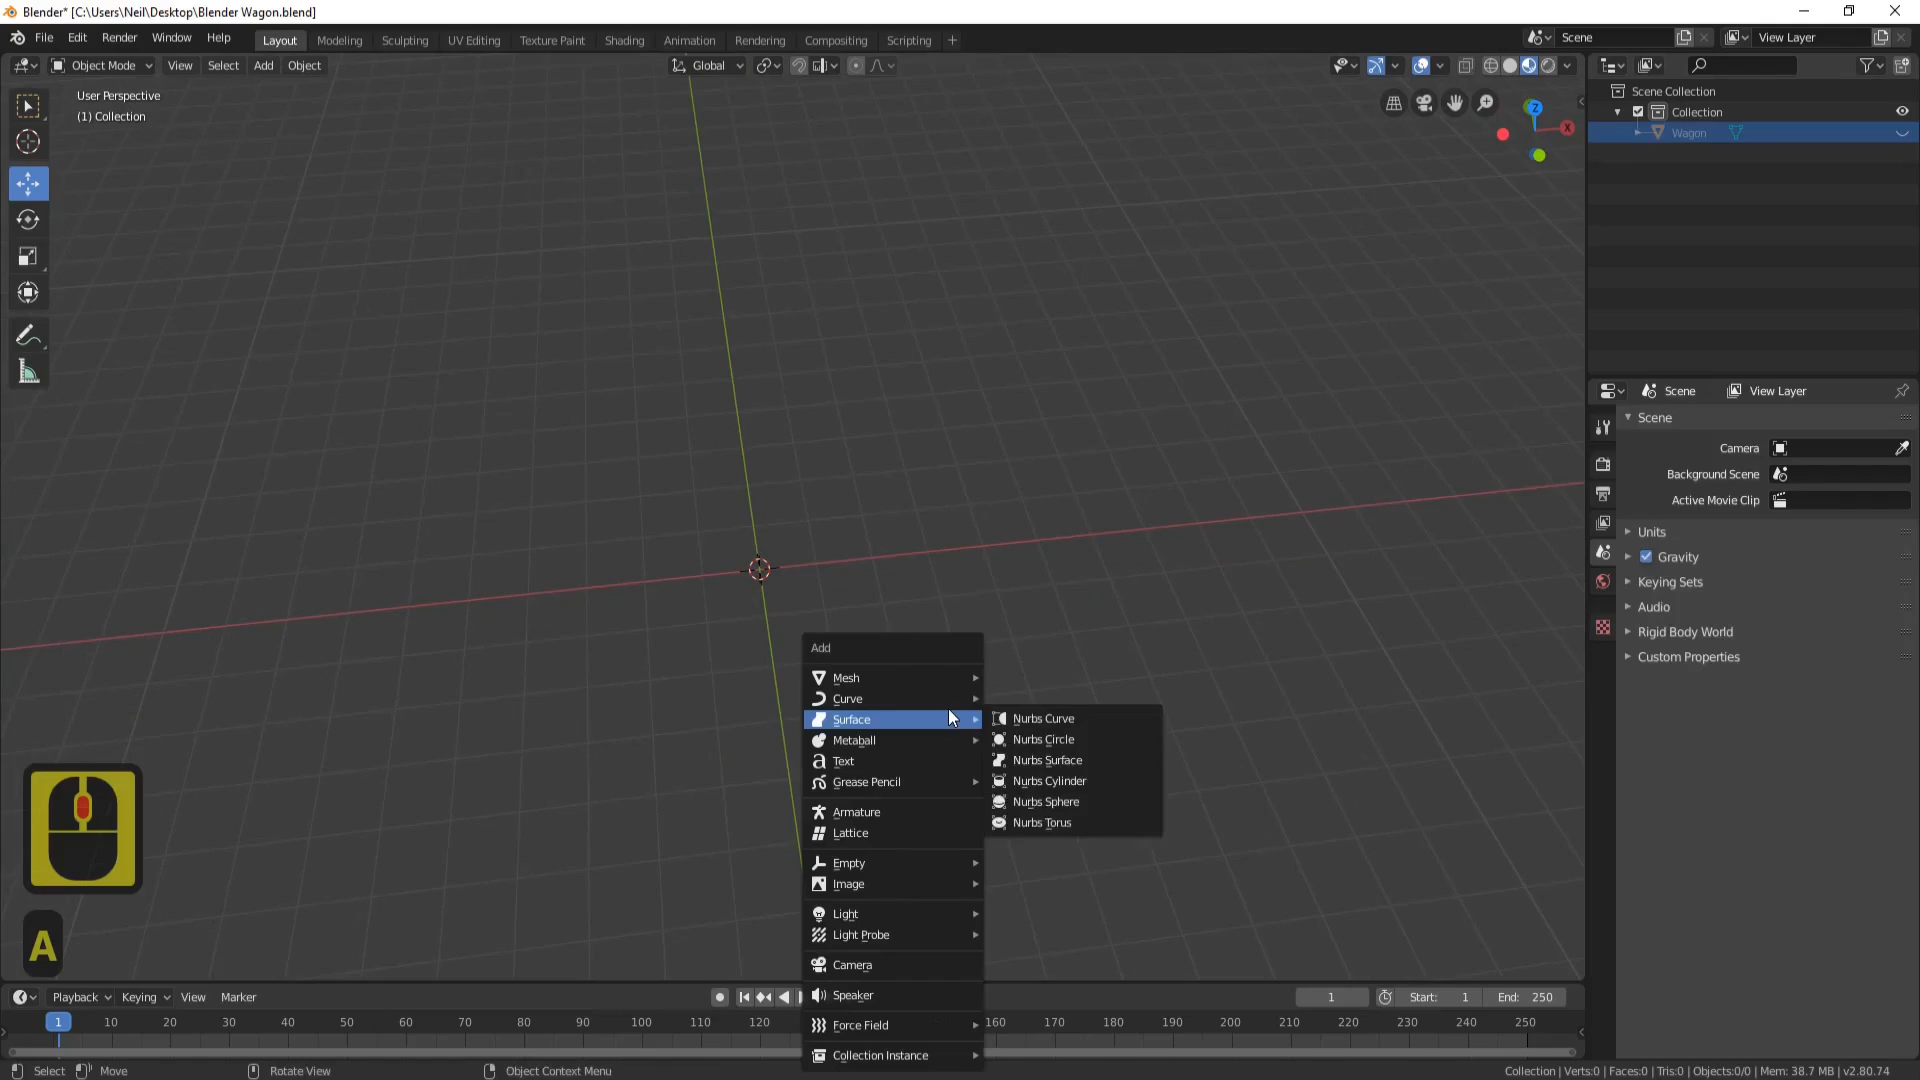 Blender* [C:\Users\Neil\Desktop\Blender Wagon.blend]
File Edit Render Window Help
Layout Modeling Sculpting UV Editing Texture Paint Shading Animation Rendering Compositing Scripting +
Scene
View Layer
Object Mode View Select Add Object
Global
User Perspective
(1) Collection
Z
X
Scene Collection
Collection
Wagon
Scene View Layer
Scene
Camera
Background Scene
Active Movie Clip
Units
Gravity
Keying Sets
Audio
Rigid Body World
Custom Properties
Add
Mesh
Curve
Surface
Metaball
Text
Grease Pencil
Armature
Lattice
Empty
Image
Light
Light Probe
Camera
Speaker
Force Field
Collection Instance
Nurbs Curve
Nurbs Circle
Nurbs Surface
Nurbs Cylinder
Nurbs Sphere
Nurbs Torus
A
Playback Keying View Marker
1 Start: 1 End: 250
1 10 20 30 40 50 60 70 80 90 100 110 120 160 170 180 190 200 210 220 230 240 250
Select Move Rotate View Object Context Menu
Collection | Verts:0 | Faces:0 | Tris:0 | Objects:0/0 | Mem: 38.7 MB | v2.80.74